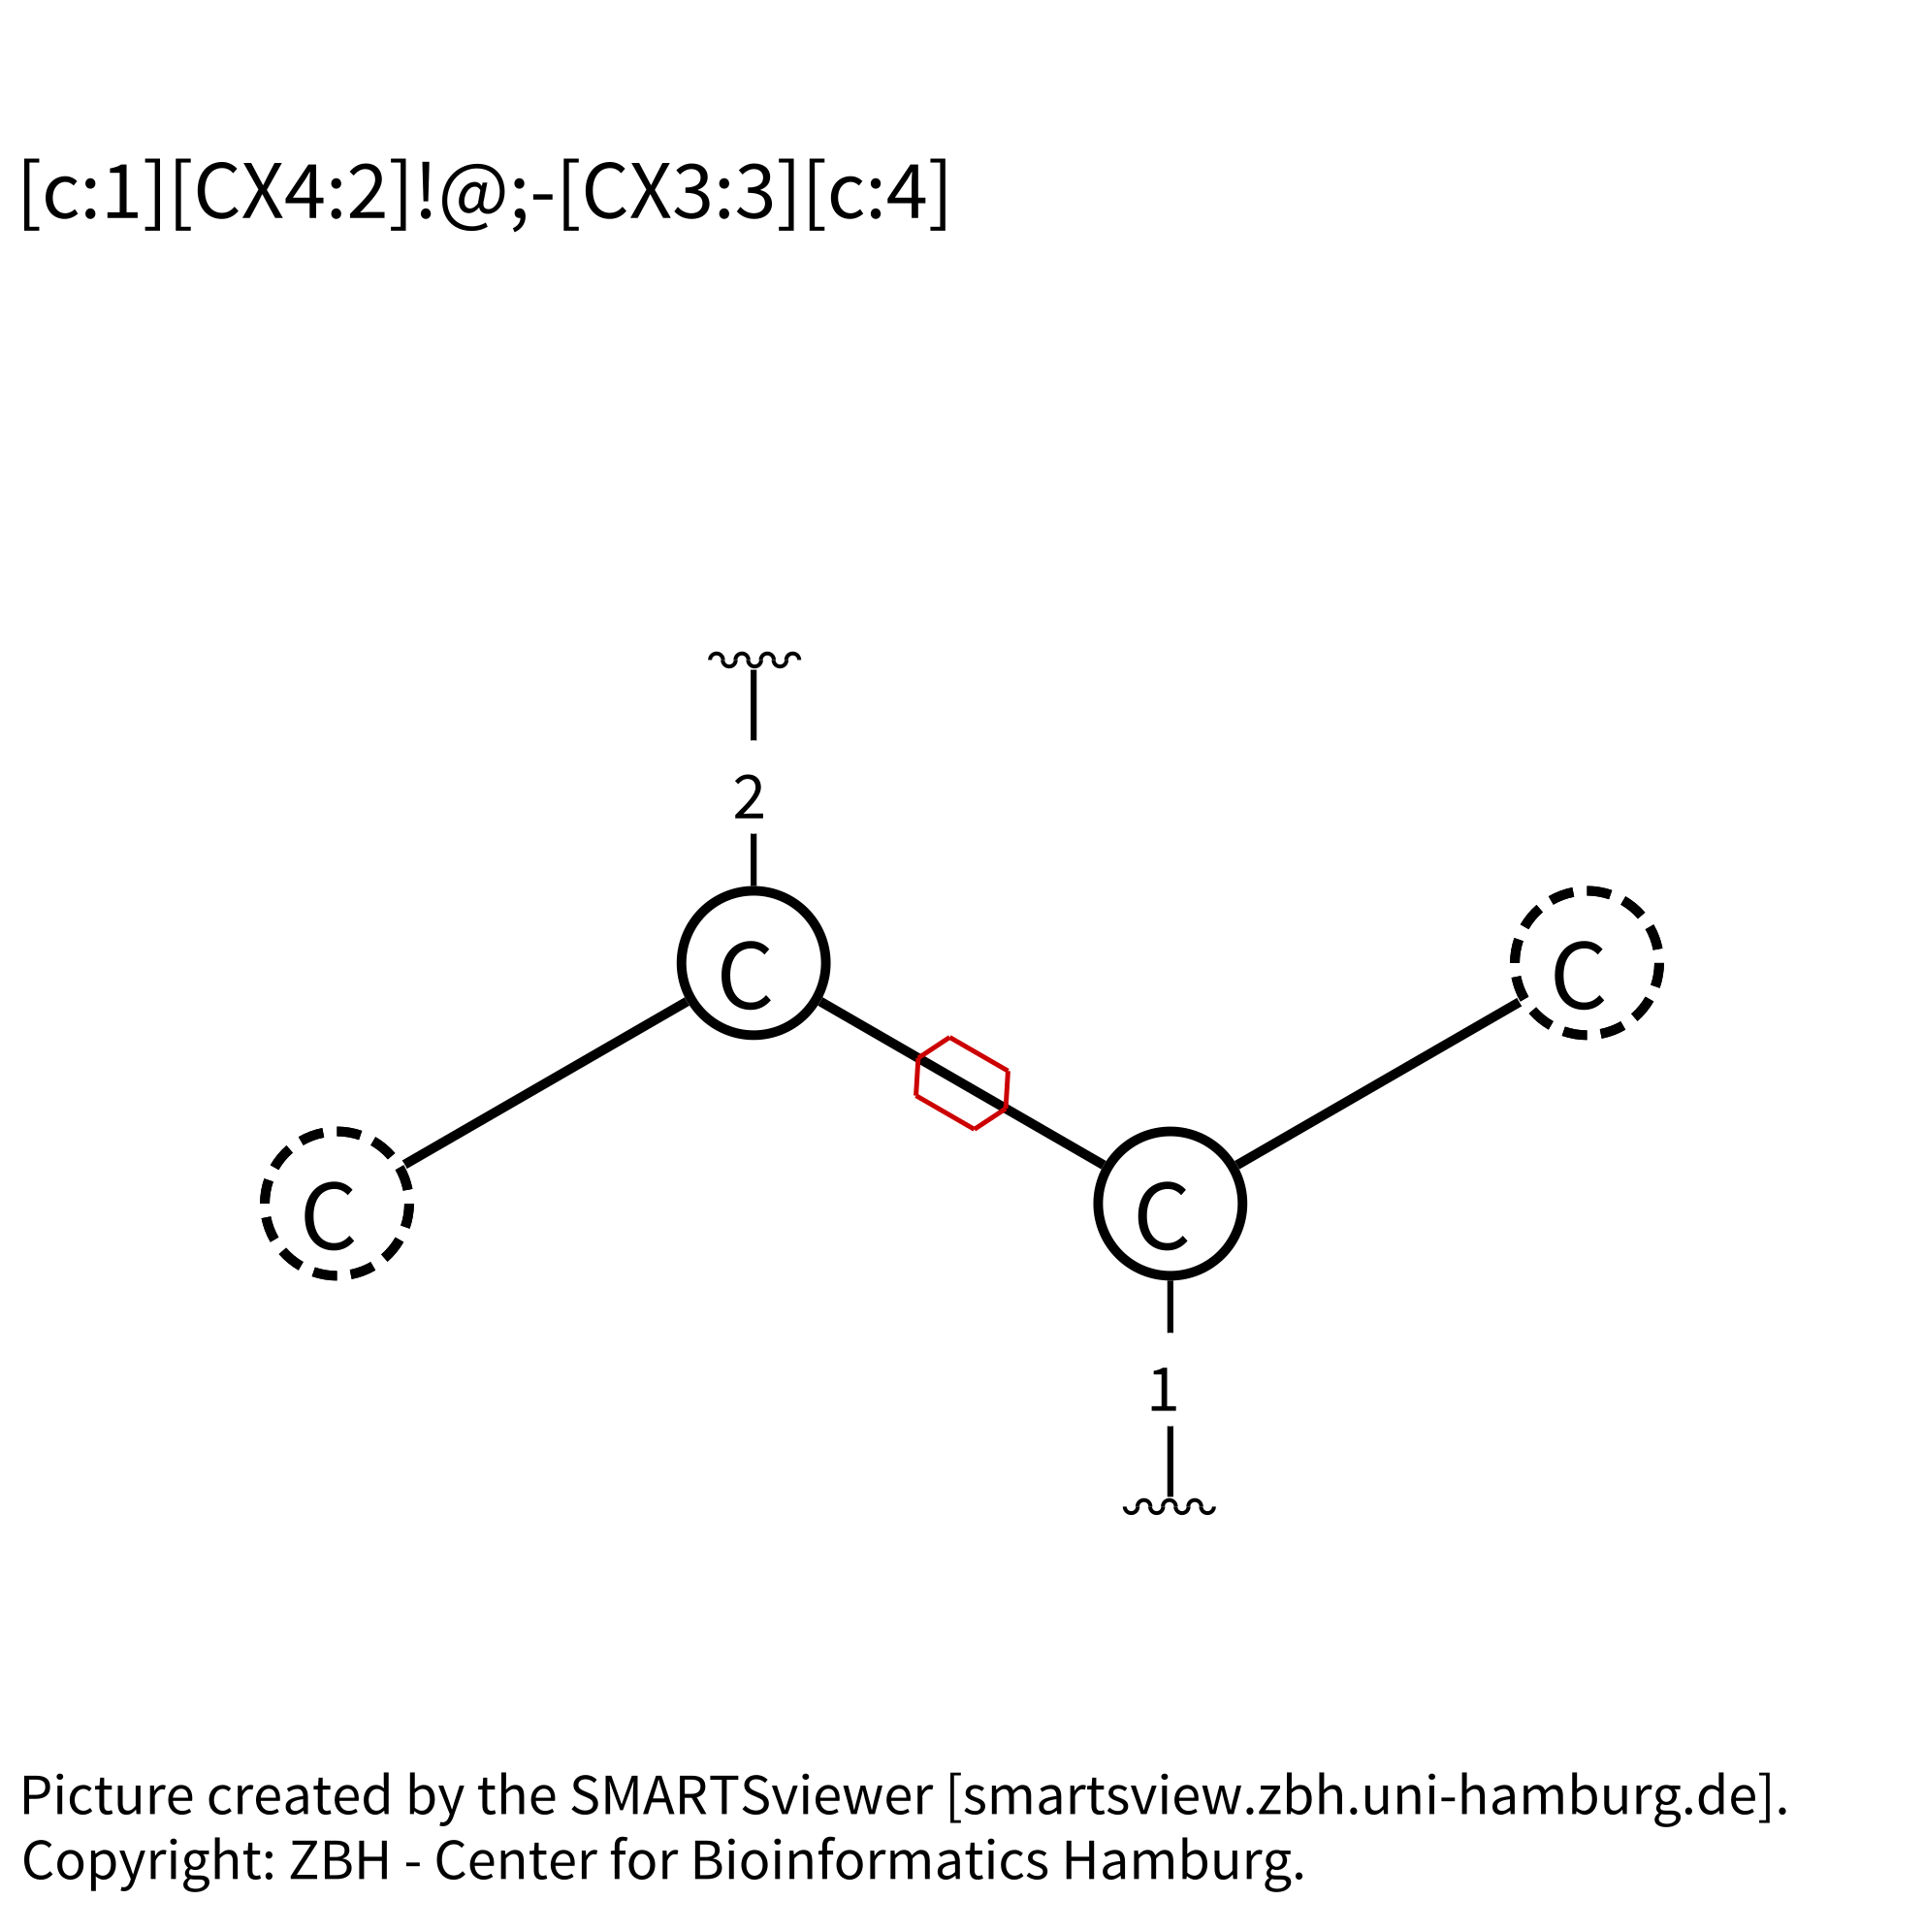 [c:1][CX4:2]!@;-[CX3:3][c:4]
2
C
C
C
C
1
Picture created by the SMARTSviewer [smartsview.zbh.uni-hamburg.de].
Copyright: ZBH - Center for Bioinformatics Hamburg.